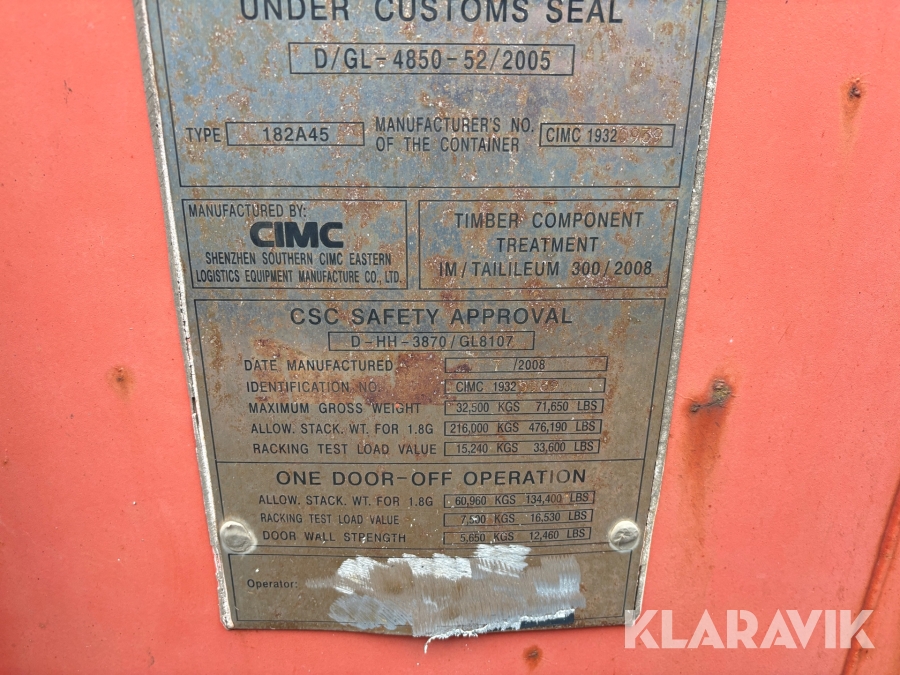 UNDER CUSTOMS SEAL
D/GL-4850-52/2005
TYPE 182A45 MANUFACTURER'S NO. OF THE CONTAINER CIMC 1932
MANUFACTURED BY:
CIMC
SHENZHEN SOUTHERN CIMC EASTERN
LOGISTICS EQUIPMENT MANUFACTURE CO., LTD.
TIMBER COMPONENT
TREATMENT
IM/TAILILEUM 300/2008
CSC SAFETY APPROVAL
D-HH-3870/GL8107
DATE MANUFACTURED /2008
IDENTIFICATION NO. CIMC 1932
MAXIMUM GROSS WEIGHT 32,500 KGS 71,650 LBS
ALLOW. STACK. WT. FOR 1.8G 216,000 KGS 476,190 LBS
RACKING TEST LOAD VALUE 15,240 KGS 33,600 LBS
ONE DOOR-OFF OPERATION
ALLOW. STACK. WT. FOR 1.8G 60,960 KGS 134,400 LBS
RACKING TEST LOAD VALUE 7,500 KGS 16,530 LBS
DOOR WALL STRENGTH 5,650 KGS 12,460 LBS
Operator:
KLARAVIK